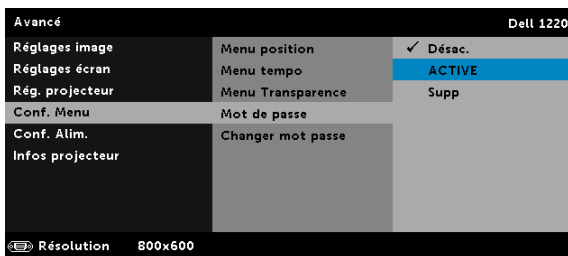 Avancé Dell 1220
Réglages image
Réglages écran
Rég. projecteur
Conf. Menu
Conf. Alim.
Infos projecteur
Menu position
Menu tempo
Menu Transparence
Mot de passe
Changer mot passe
✓ Désac.
ACTIVE
Supp
Résolution 800x600